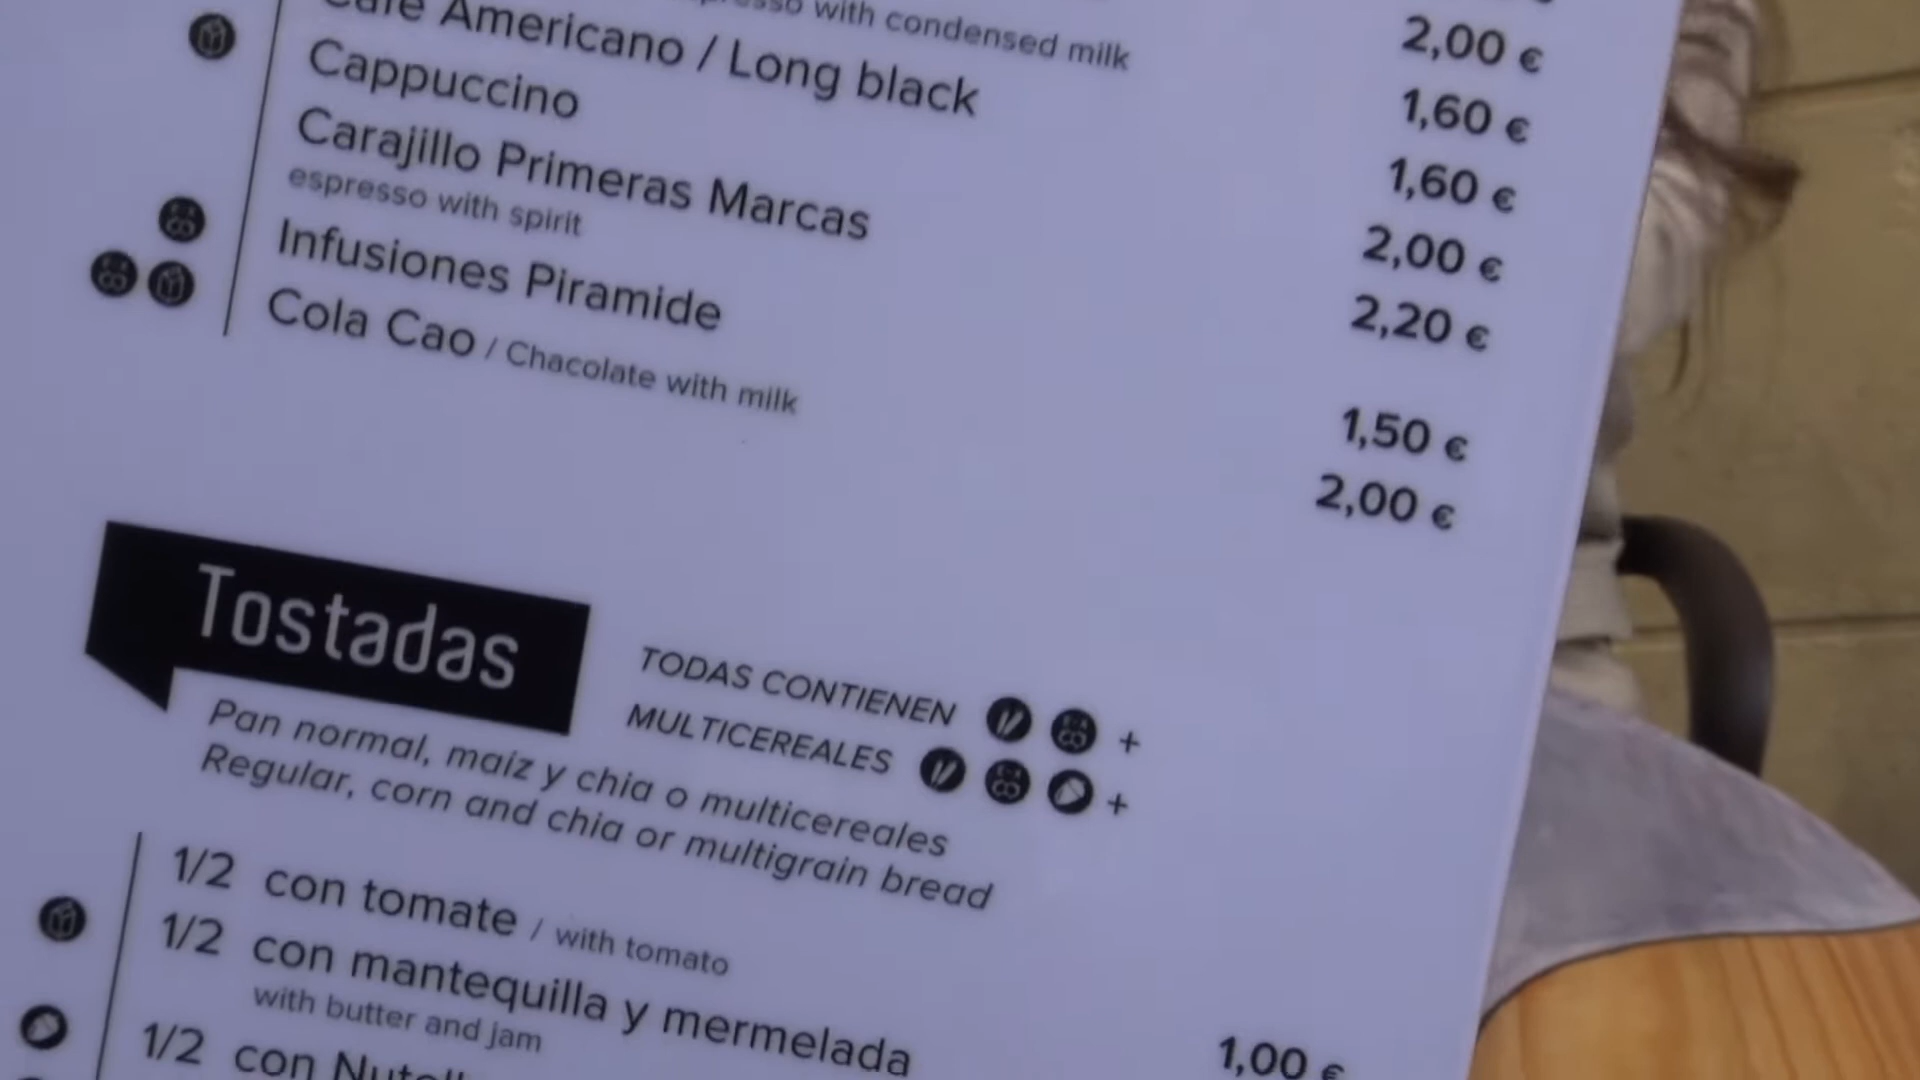 2,00 €
with condensed milk 1,60 €
Café Americano / Long black 1,60 €
Cappuccino 2,00 €
Carajillo Primeras Marcas 2,20 €
espresso with spirit
Infusiones Piramide 1,50 €
Cola Cao / Chacolate with milk 2,00 €
Tostadas
TODAS CONTIENEN +
MULTICEREALES +
Pan normal, maíz y chia o multicereales
Regular, corn and chia or multigrain bread
1/2 con tomate / with tomato 1,00 €
1/2 con mantequilla y mermelada
with butter and jam
1/2 con